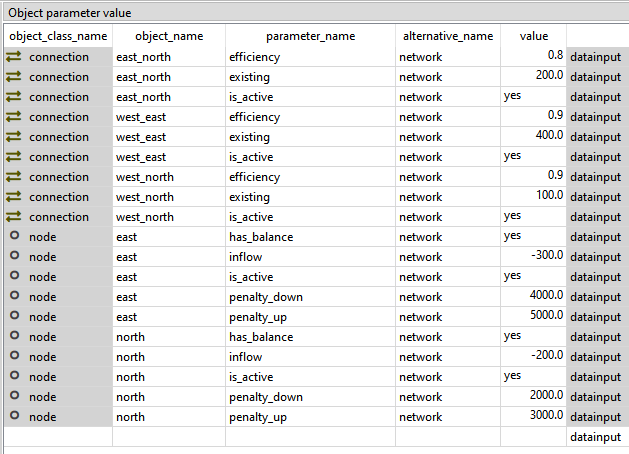 Object parameter value
object_class_name object_name parameter_name alternative_name value
connection east_north efficiency network 0.8 datainput
connection east_north existing network 200.0 datainput
connection east_north is_active network yes datainput
connection west_east efficiency network 0.9 datainput
connection west_east existing network 400.0 datainput
connection west_east is_active network yes datainput
connection west_north efficiency network 0.9 datainput
connection west_north existing network 100.0 datainput
connection west_north is_active network yes datainput
node east has_balance network yes datainput
node east inflow network -300.0 datainput
node east is_active network yes datainput
node east penalty_down network 4000.0 datainput
node east penalty_up network 5000.0 datainput
node north has_balance network yes datainput
node north inflow network -200.0 datainput
node north is_active network yes datainput
node north penalty_down network 2000.0 datainput
node north penalty_up network 3000.0 datainput
datainput